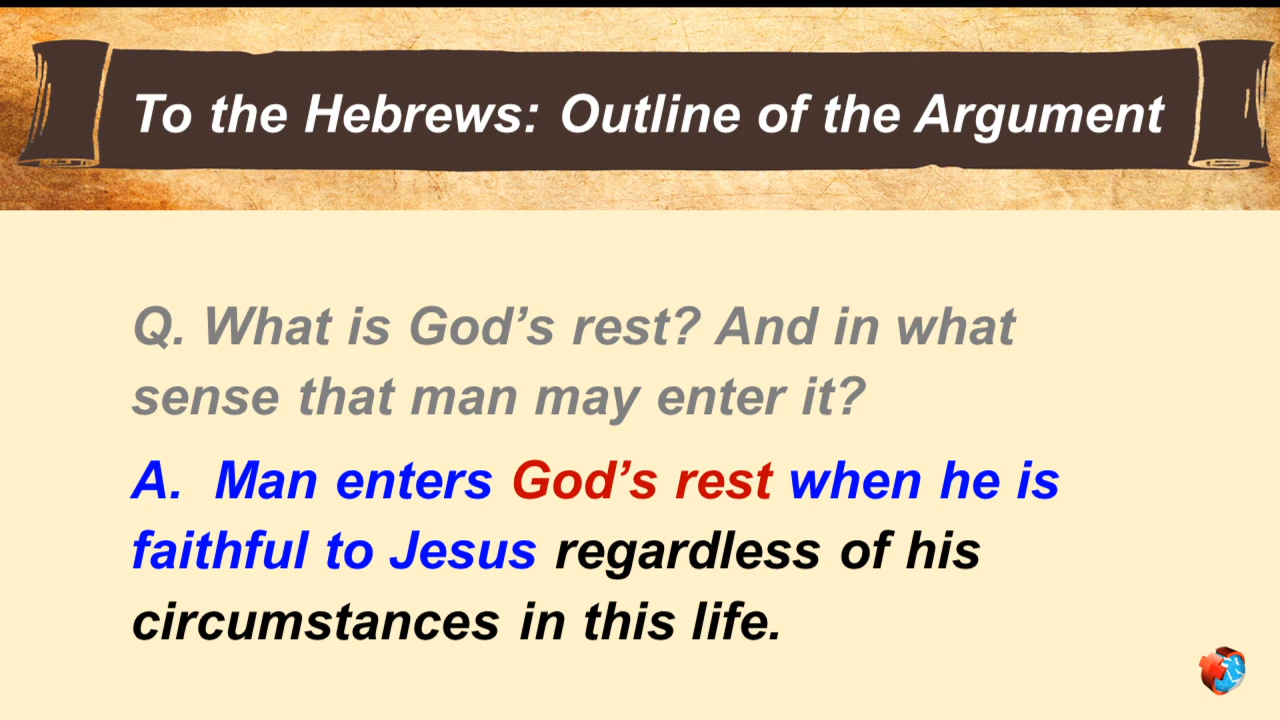 To the Hebrews: Outline of the Argument
Q. What is God’s rest? And in what
sense that man may enter it?
A. Man enters God’s rest when he is
faithful to Jesus regardless of his
circumstances in this life.